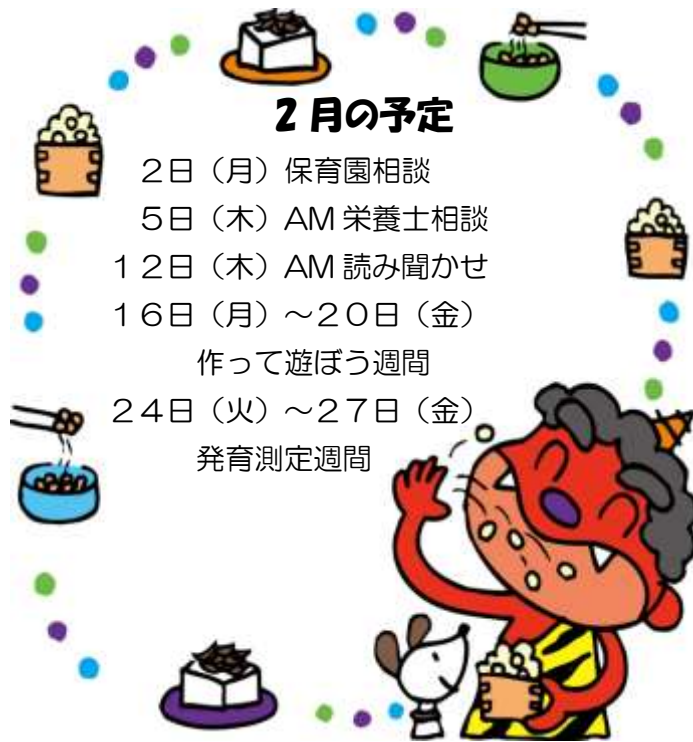 2月の予定
2日（月）保育園相談
5日（木）AM 栄養士相談
１２日（木）AM 読み聞かせ
１６日（月）～２０日（金）
作って遊ぼう週間
２４日（火）～２７日（金）
発育測定週間